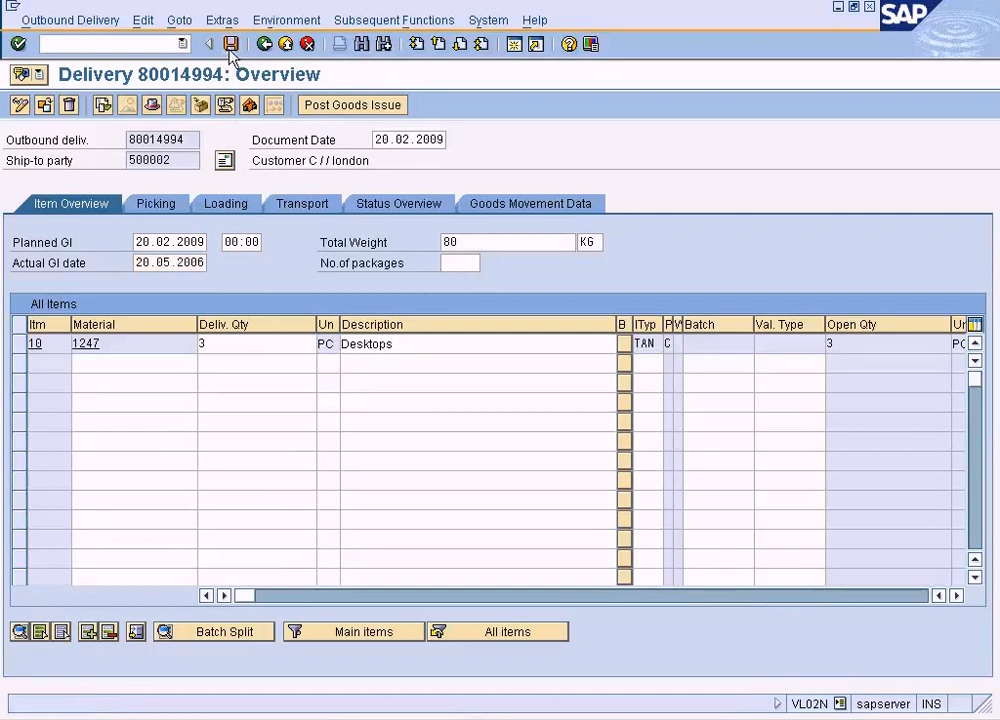 Outbound Delivery Edit Goto Extras Environment Subsequent Functions System Help
SAP
Delivery 80014994: Overview
Post Goods Issue
Outbound deliv. 80014994 Document Date 20.02.2009
Ship-to party 500002 Customer C / / london
Item Overview Picking Loading Transport Status Overview Goods Movement Data
Planned GI 20.02.2009 00:00 Total Weight 80 KG
Actual GI date 20.05.2006 No.of packages
All Items
Itm Material Deliv. Qty Un Description B ITyp P W Batch Val. Type Open Qty Un
10 1247 3 PC Desktops TAN C 3 PC
Batch Split Main items All items
VL02N sapserver INS